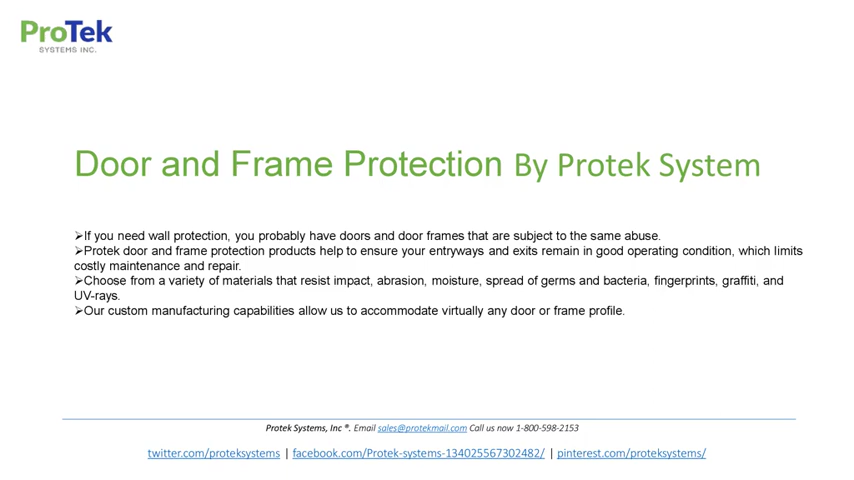 ProTek
SYSTEMS INC.
Door and Frame Protection By Protek System
➢If you need wall protection, you probably have doors and door frames that are subject to the same abuse.
➢Protek door and frame protection products help to ensure your entryways and exits remain in good operating condition, which limits
costly maintenance and repair.
➢Choose from a variety of materials that resist impact, abrasion, moisture, spread of germs and bacteria, fingerprints, graffiti, and
UV-rays.
➢Our custom manufacturing capabilities allow us to accommodate virtually any door or frame profile.
Protek Systems, Inc ®. Email sales@protekmail.com Call us now 1-800-598-2153
twitter.com/proteksystems | facebook.com/Protek-systems-134025567302482/ | pinterest.com/proteksystems/